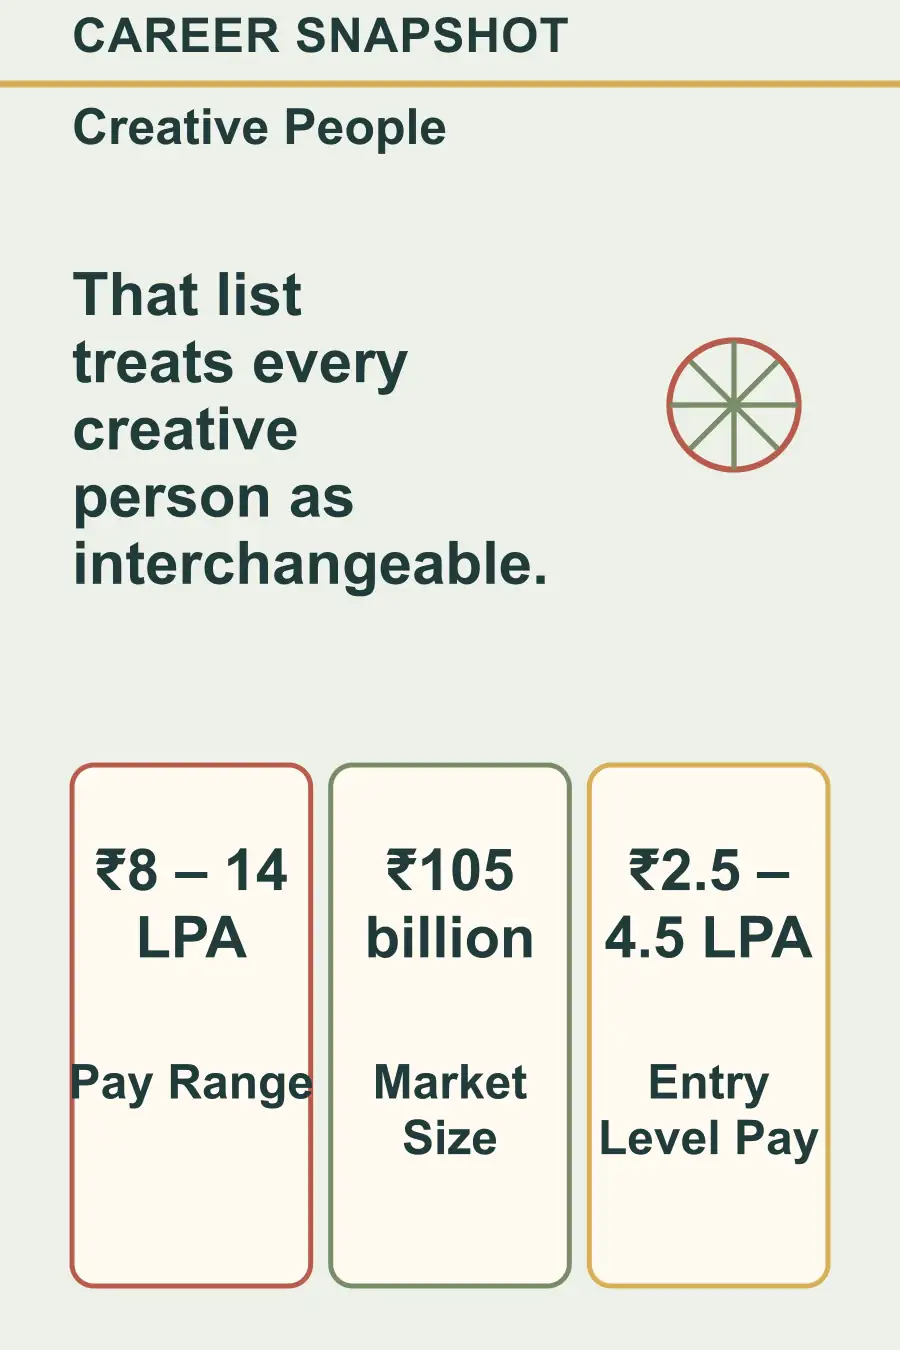 CAREER SNAPSHOT
Creative People
That list
treats every
creative
person as
interchangeable.
₹8 – 14
LPA
Pay Range
₹105
billion
Market
Size
₹2.5 –
4.5 LPA
Entry
Level Pay